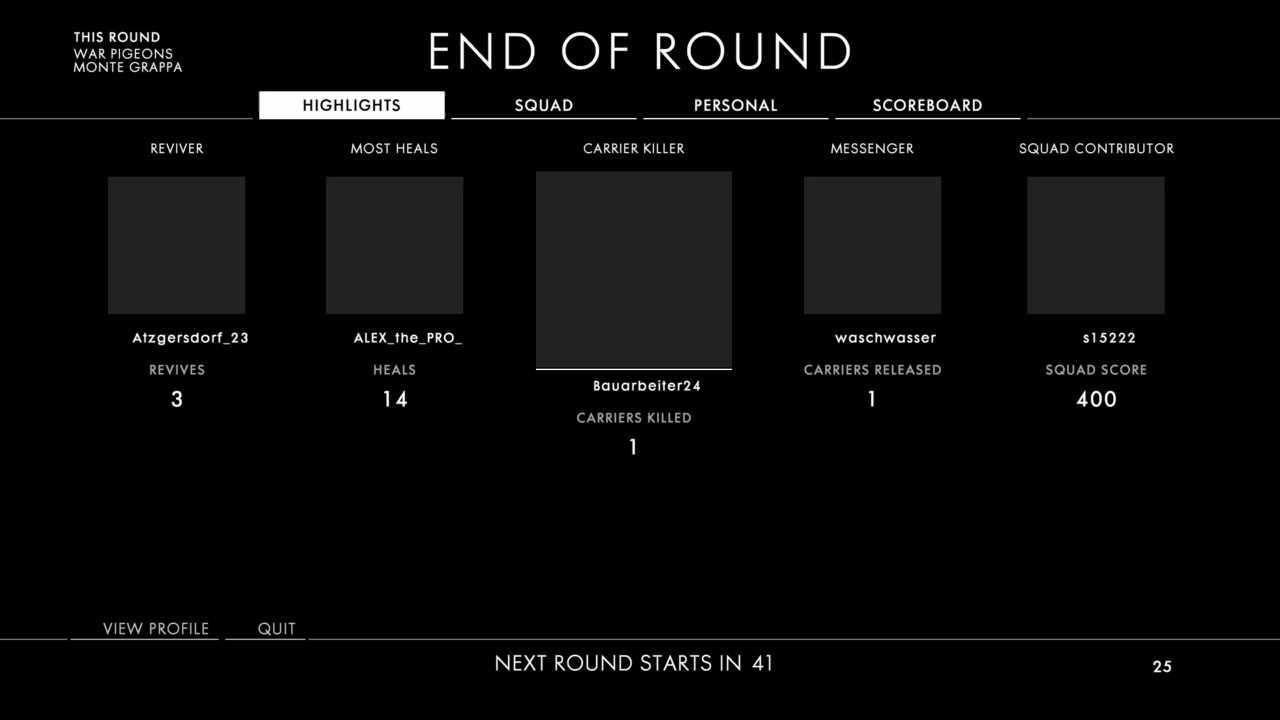 THIS ROUND
WAR PIGEONS
MONTE GRAPPA
END OF ROUND
HIGHLIGHTS
SQUAD
PERSONAL
SCOREBOARD
REVIVER
MOST HEALS
CARRIER KILLER
MESSENGER
SQUAD CONTRIBUTOR
Atzgersdorf_23
ALEX_the_PRO_
Bauarbeiter24
waschwasser
s15222
REVIVES
HEALS
CARRIERS KILLED
CARRIERS RELEASED
SQUAD SCORE
3
14
1
1
400
VIEW PROFILE
QUIT
NEXT ROUND STARTS IN 41
25